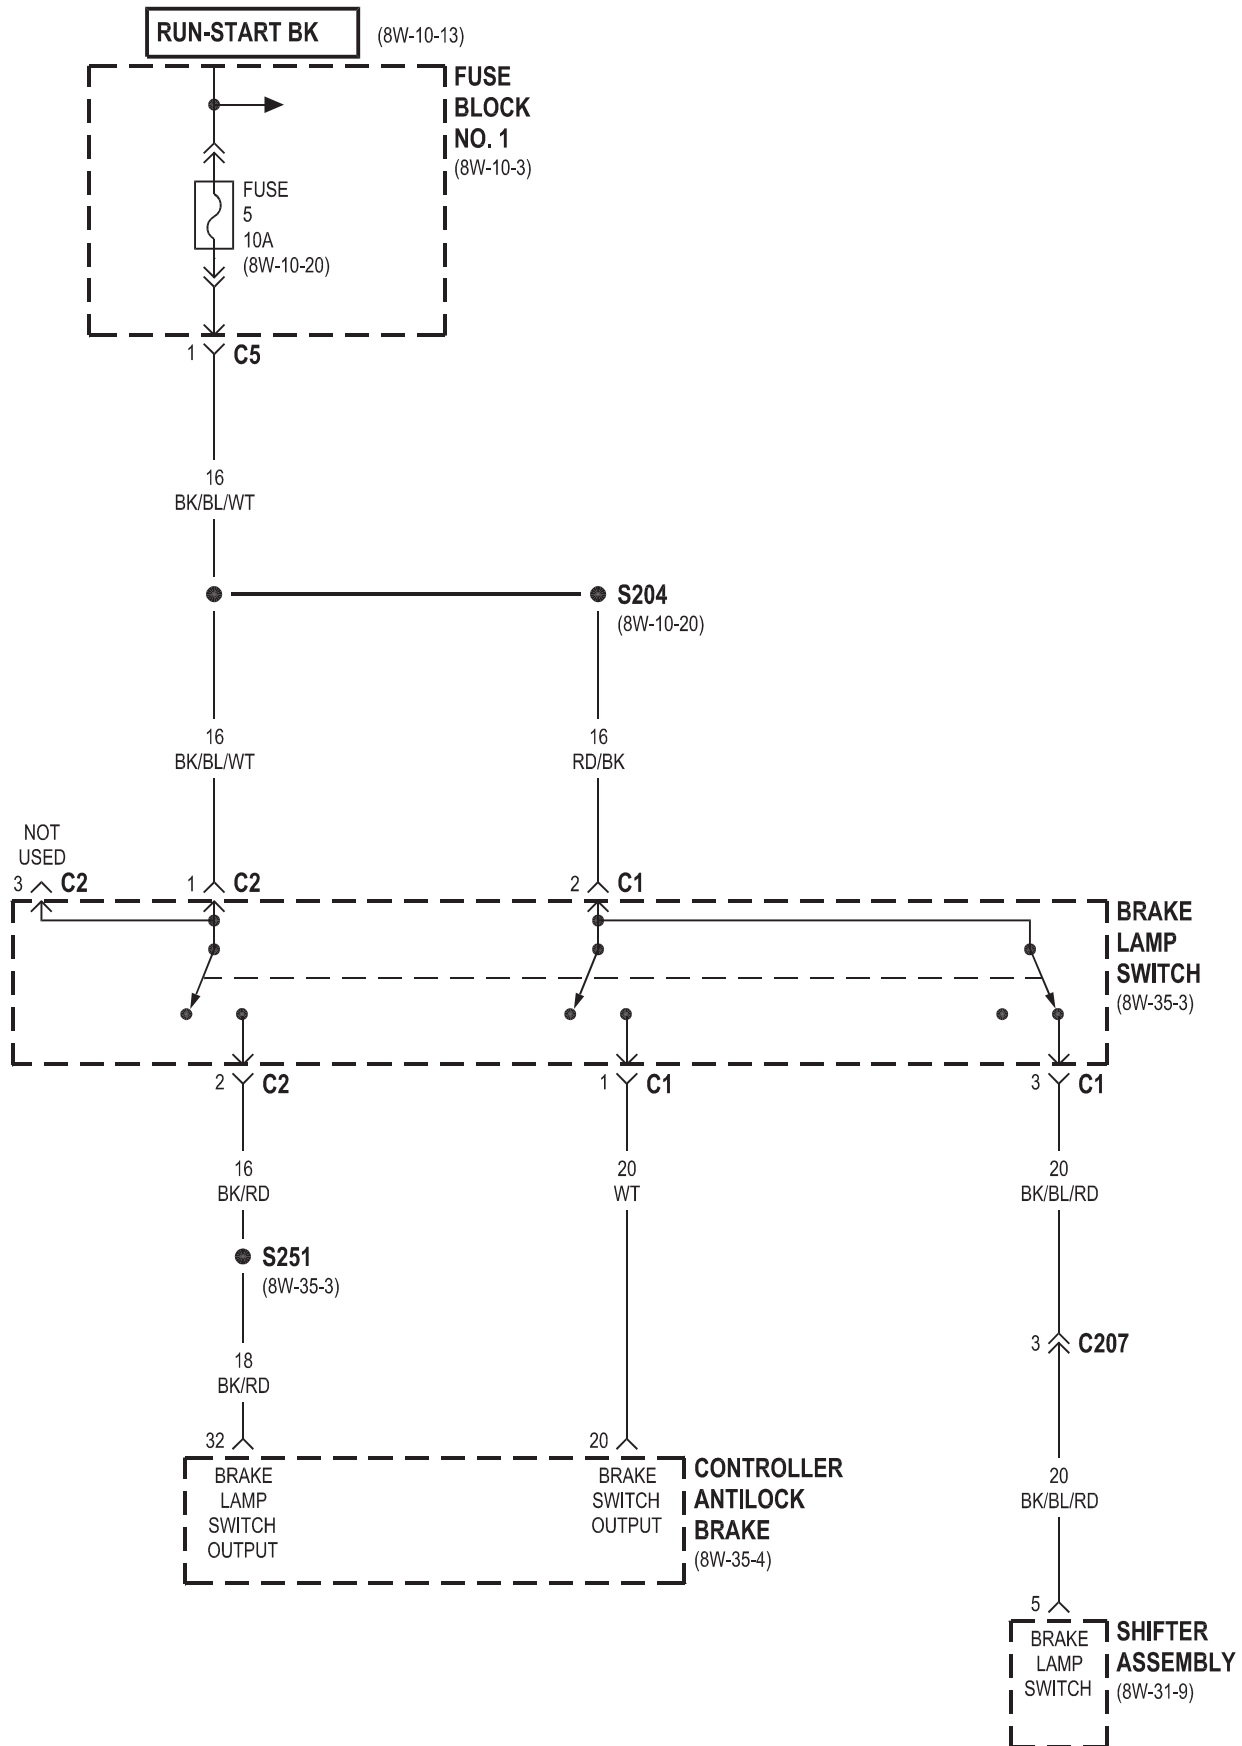 RUN-START BK
(8W-10-13)
FUSE
BLOCK
NO. 1
(8W-10-3)
FUSE
5
10A
(8W-10-20)
1 C5
16
BK/BL/WT
S204
(8W-10-20)
16
BK/BL/WT
16
RD/BK
NOT
USED
3 C2
1 C2
2 C1
BRAKE
LAMP
SWITCH
(8W-35-3)
2 C2
1 C1
3 C1
16
BK/RD
20
WT
20
BK/BL/RD
S251
(8W-35-3)
3 C207
18
BK/RD
32
20
BRAKE
LAMP
SWITCH
OUTPUT
BRAKE
SWITCH
OUTPUT
CONTROLLER
ANTILOCK
BRAKE
(8W-35-4)
20
BK/BL/RD
5
BRAKE
LAMP
SWITCH
SHIFTER
ASSEMBLY
(8W-31-9)